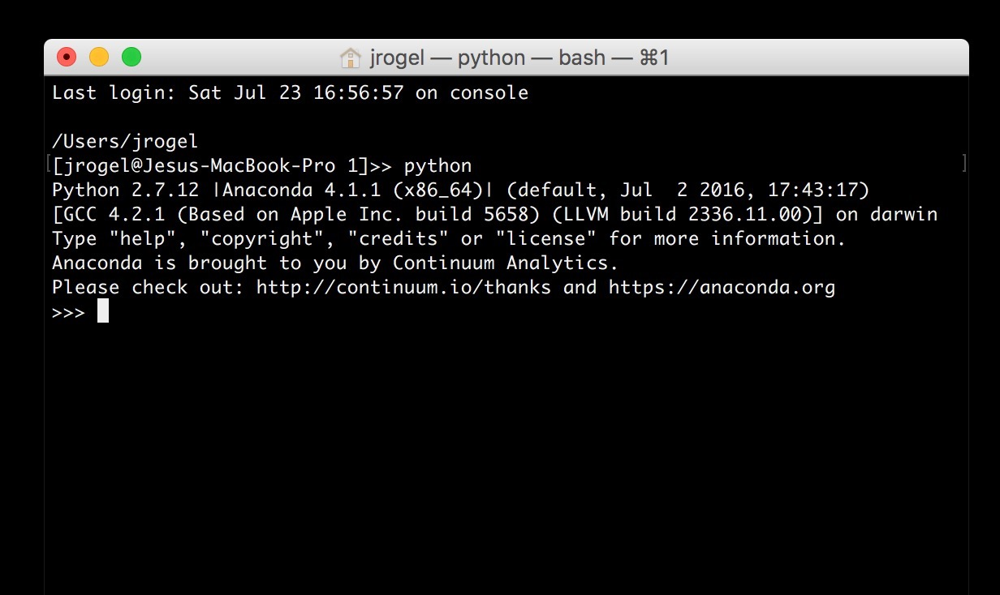 jrogel — python — bash — ⌘1
Last login: Sat Jul 23 16:56:57 on console
/Users/jrogel
[jrogel@Jesus-MacBook-Pro 1]>> python
Python 2.7.12 |Anaconda 4.1.1 (x86_64)| (default, Jul  2 2016, 17:43:17)
[GCC 4.2.1 (Based on Apple Inc. build 5658) (LLVM build 2336.11.00)] on darwin
Type "help", "copyright", "credits" or "license" for more information.
Anaconda is brought to you by Continuum Analytics.
Please check out: http://continuum.io/thanks and https://anaconda.org
>>>